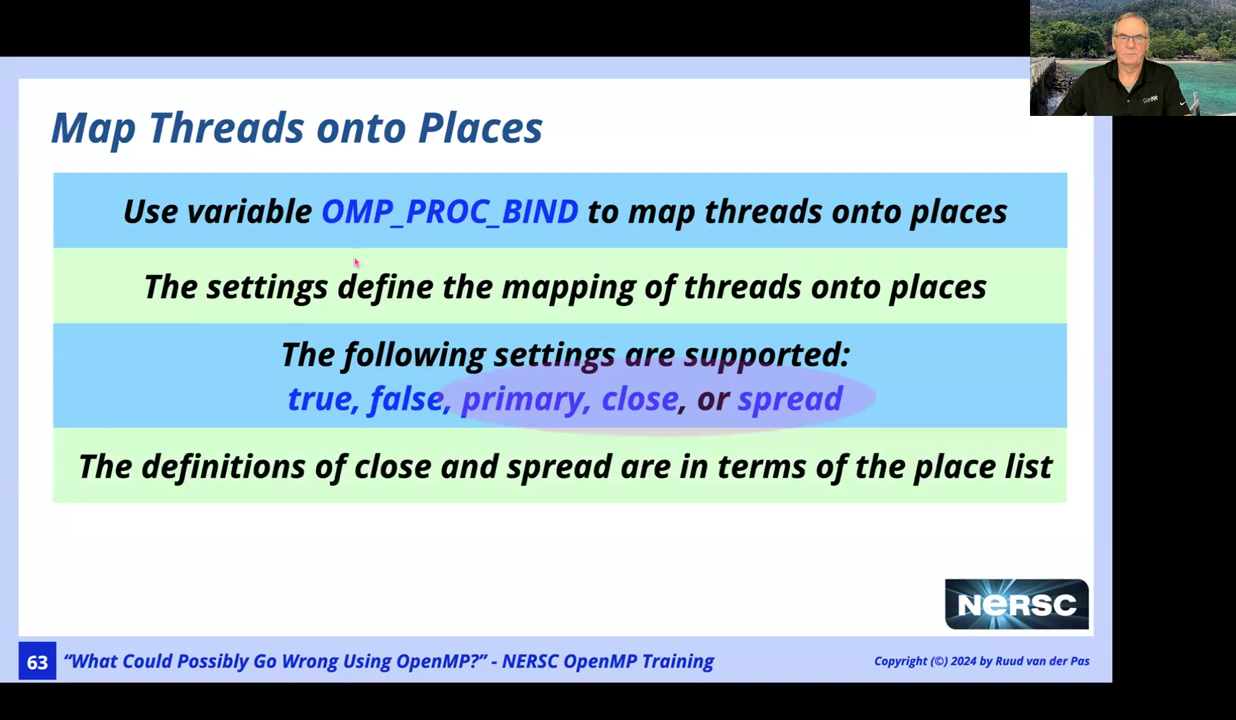 Map Threads onto Places
Use variable OMP_PROC_BIND to map threads onto places
The settings define the mapping of threads onto places
The following settings are supported:
true, false, primary, close, or spread
The definitions of close and spread are in terms of the place list
NERSC
63
“What Could Possibly Go Wrong Using OpenMP?” - NERSC OpenMP Training
Copyright (©) 2024 by Ruud van der Pas